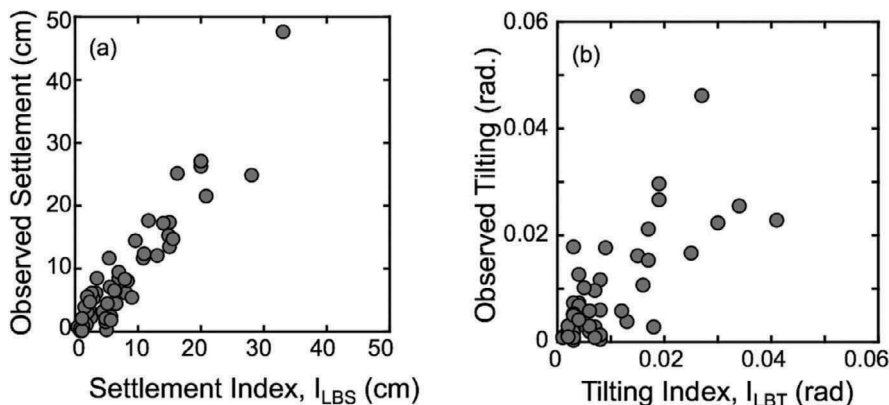 50
40
30
20
10
0
(a)
Observed Settlement (cm)
0 10 20 30 40 50
Settlement Index, I_LBS (cm)
0.06
0.04
0.02
0
(b)
Observed Tilting (rad.)
0 0.02 0.04 0.06
Tilting Index, I_LBT (rad)